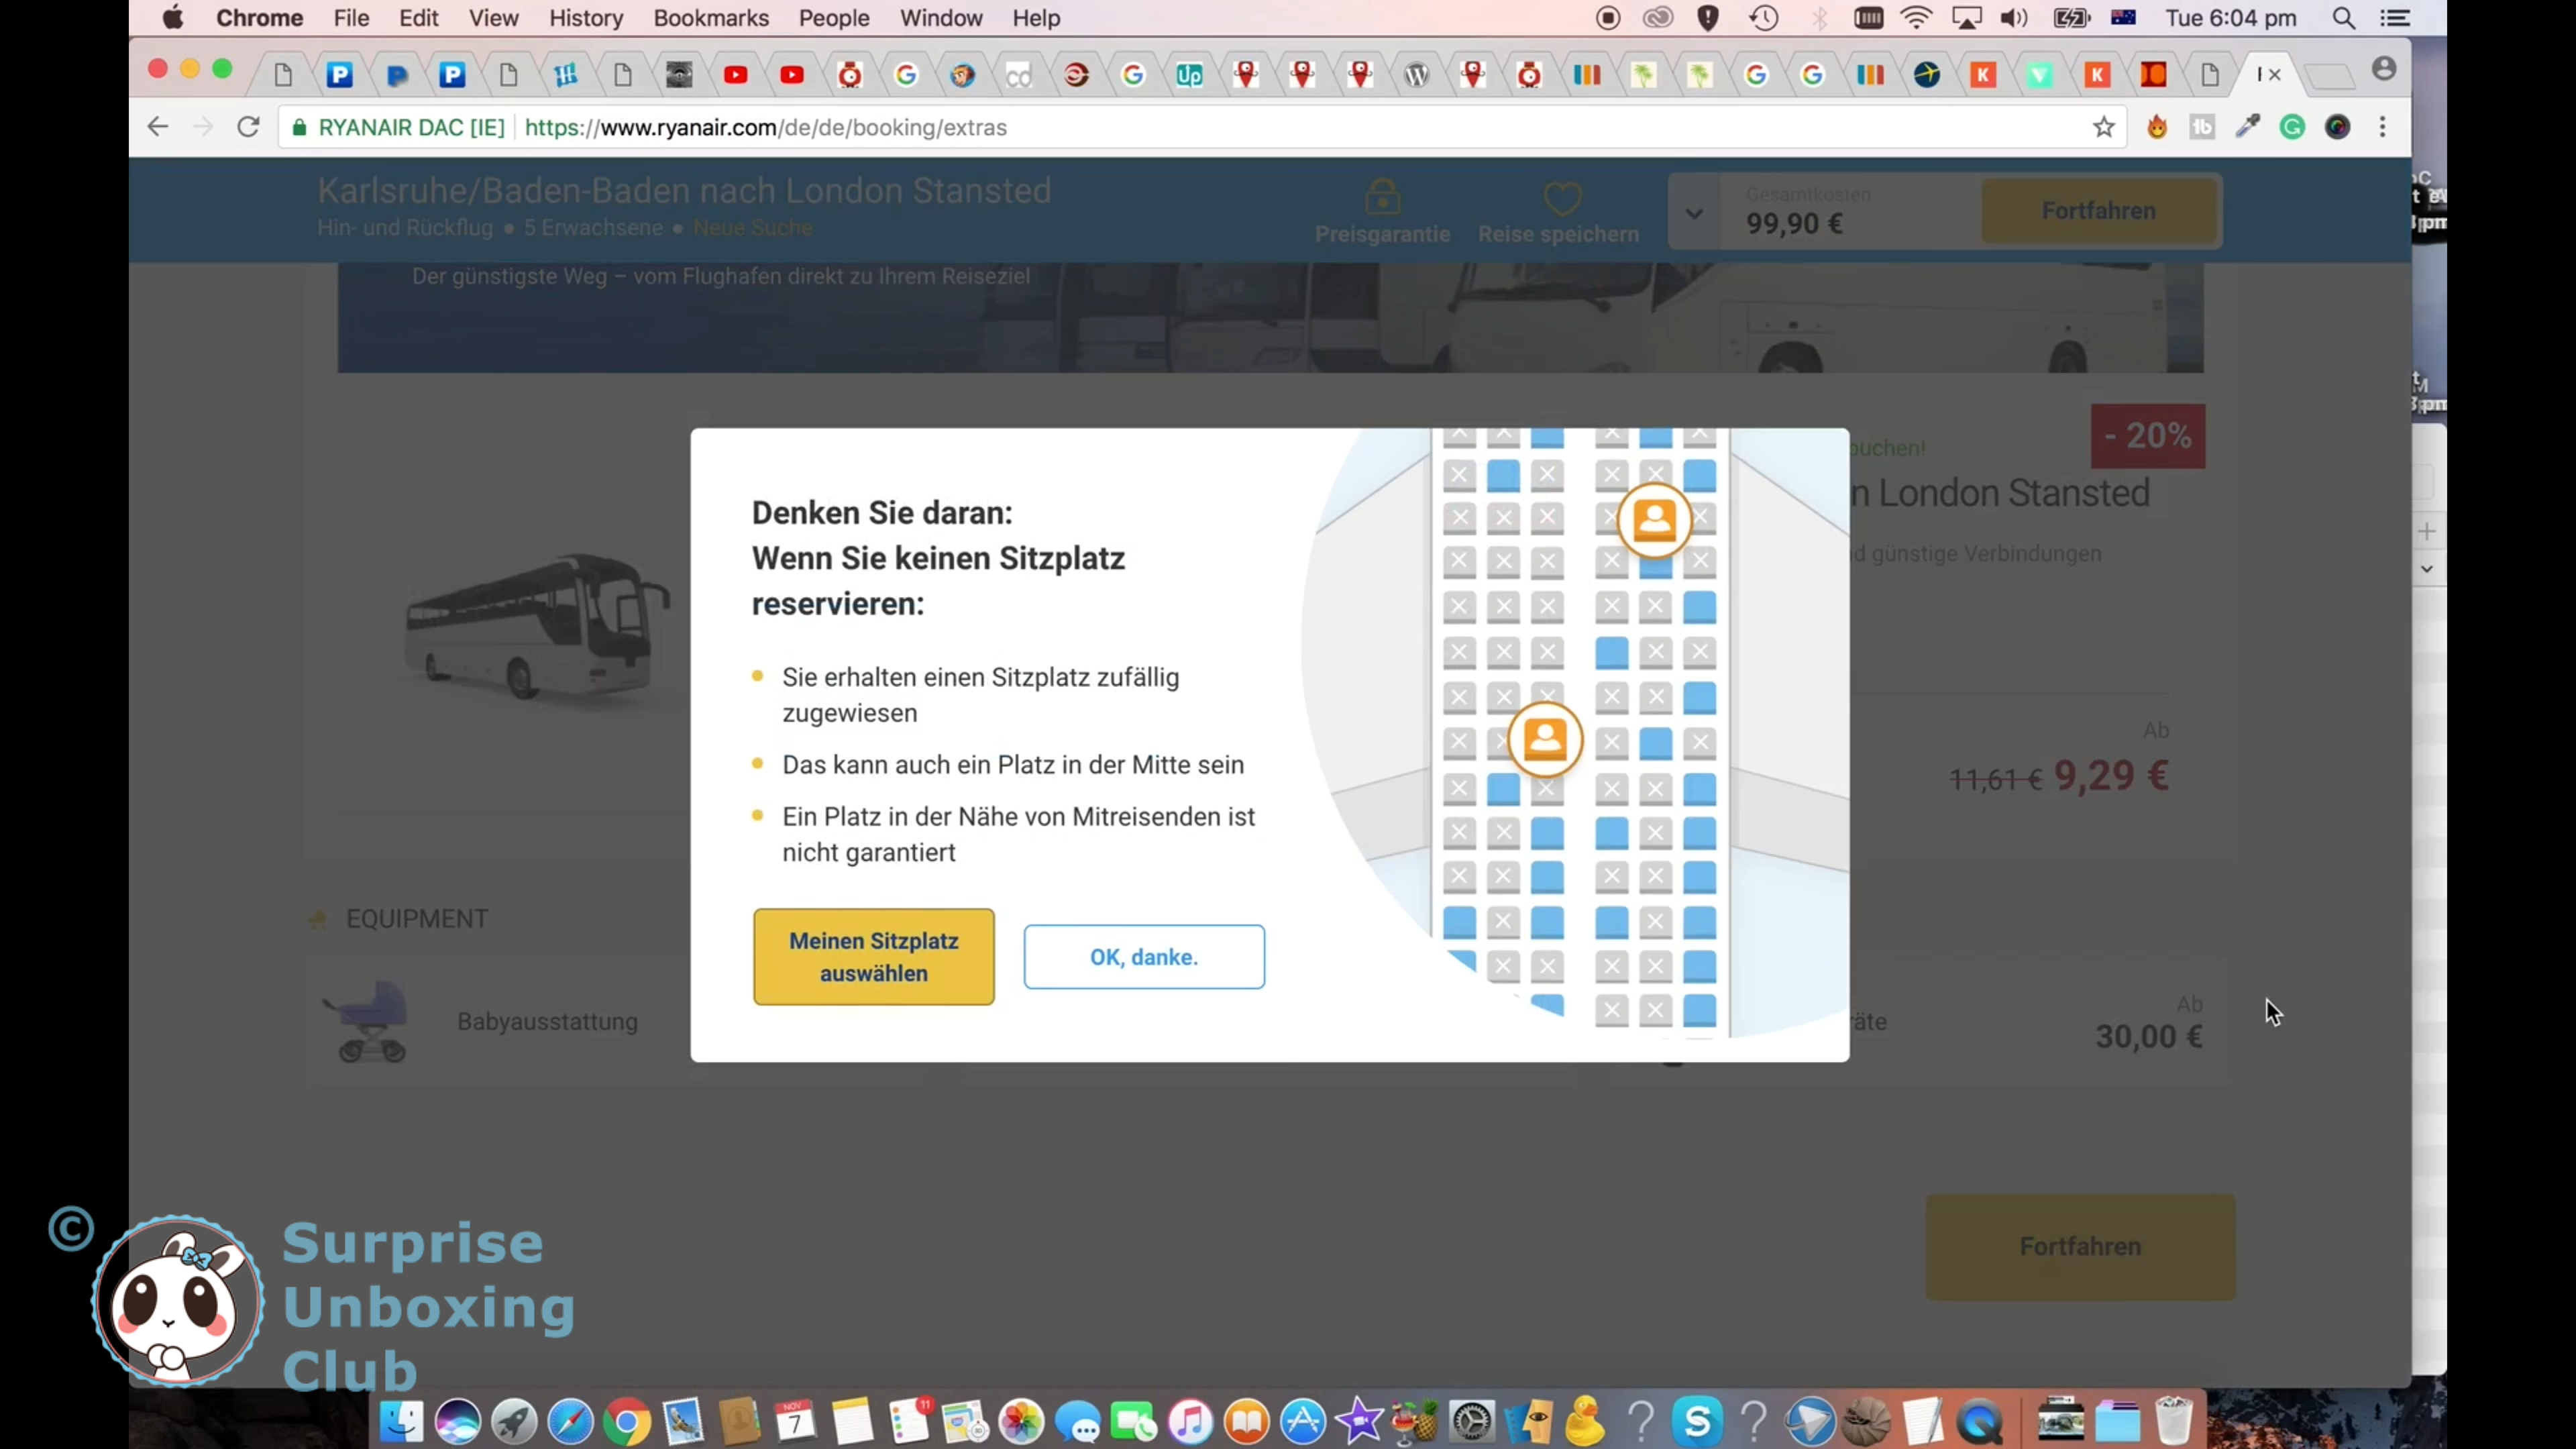 Chrome File Edit View History Bookmarks People Window Help Tue 6:04 pm
RYANAIR DAC [IE] https://www.ryanair.com/de/de/booking/extras
Karlsruhe/Baden-Baden nach London Stansted
Hin- und Rückflug • 5 Erwachsene • Neue Suche
Preisgarantie
Reise speichern
Gesamtkosten
99,90 €
Fortfahren
Der günstigste Weg – vom Flughafen direkt zu Ihrem Reiseziel
- 20%
buchen!
n London Stansted
günstige Verbindungen
Ab
11,61 € 9,29 €
Denken Sie daran:
Wenn Sie keinen Sitzplatz
reservieren:
• Sie erhalten einen Sitzplatz zufällig
zugewiesen
• Das kann auch ein Platz in der Mitte sein
• Ein Platz in der Nähe von Mitreisenden ist
nicht garantiert
Meinen Sitzplatz
auswählen
OK, danke.
EQUIPMENT
Babyausstattung
räte
Ab
30,00 €
Fortfahren
©
Surprise
Unboxing
Club
NOV
7
11